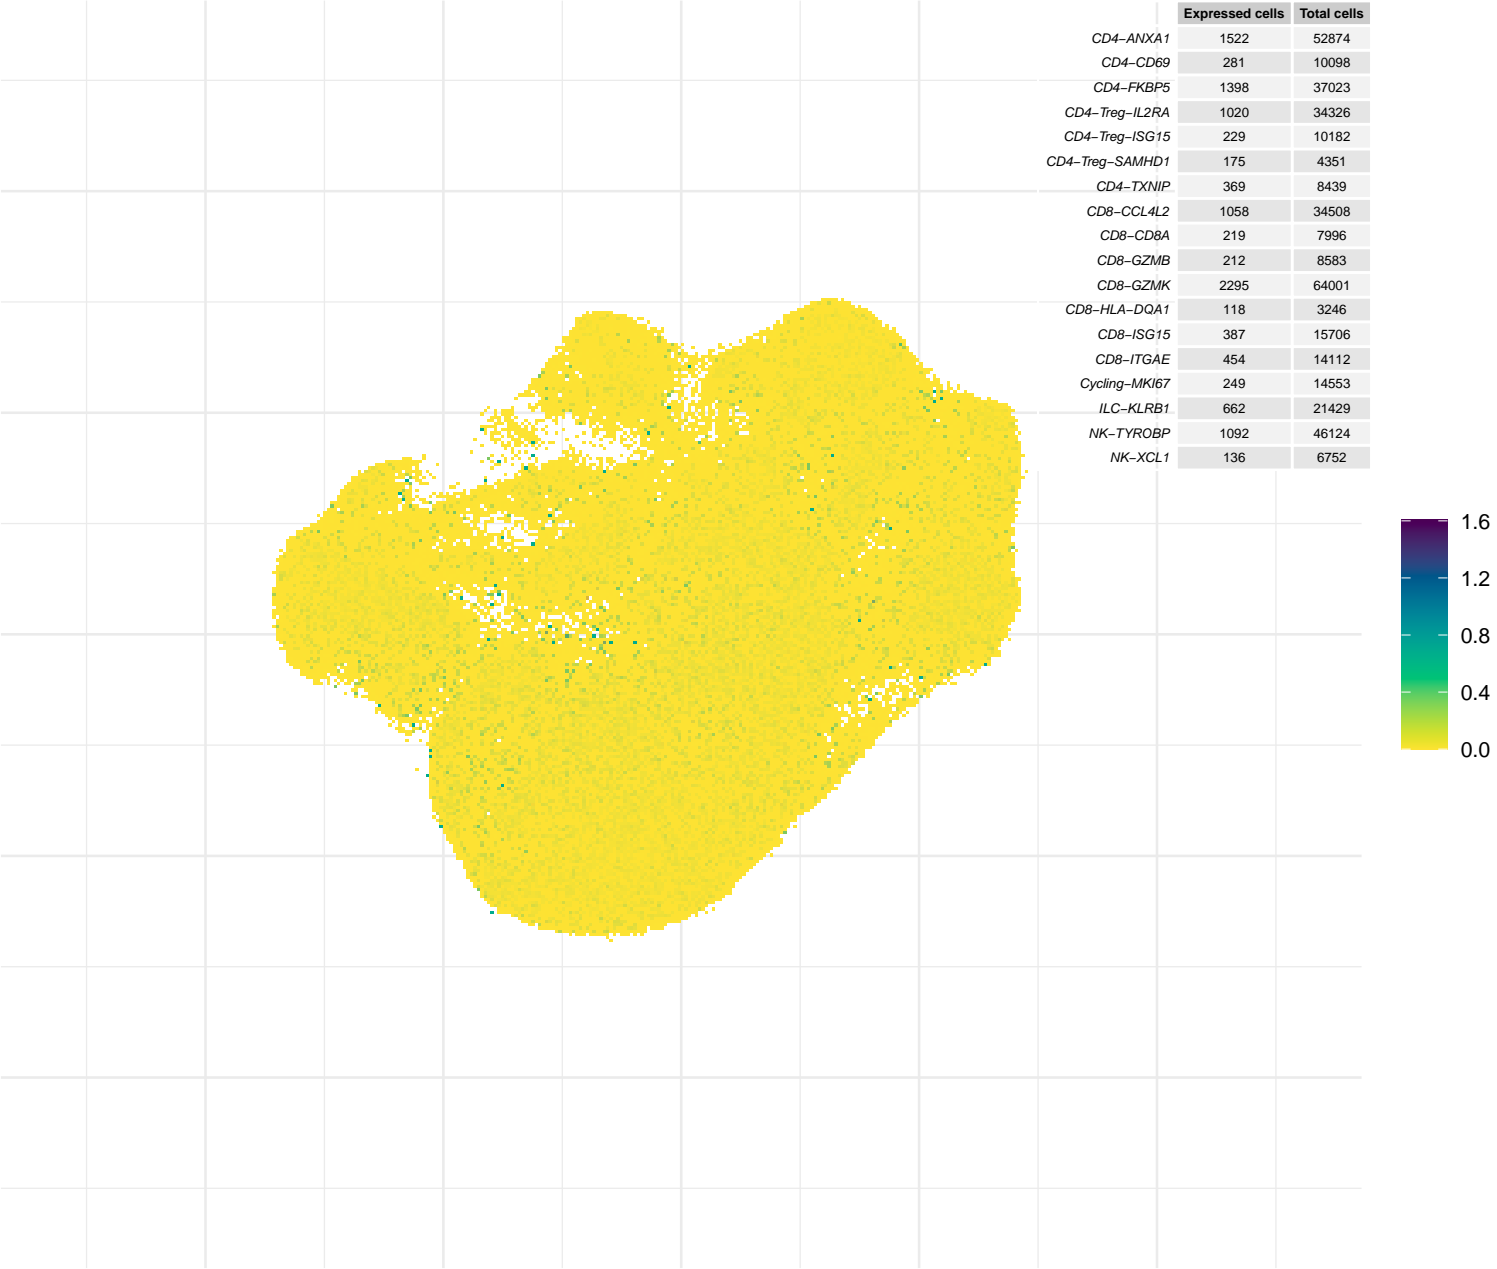 Expressed cells Total cells
CD4−ANXA1 1522 52874
CD4−CD69 281 10098
CD4−FKBP5 1398 37023
CD4−Treg−IL2RA 1020 34326
CD4−Treg−ISG15 229 10182
CD4−Treg−SAMHD1 175 4351
CD4−TXNIP 369 8439
CD8−CCL4L2 1058 34508
CD8−CD8A 219 7996
CD8−GZMB 212 8583
CD8−GZMK 2295 64001
CD8−HLA−DQA1 118 3246
CD8−ISG15 387 15706
CD8−ITGAE 454 14112
Cycling−MKI67 249 14553
ILC−KLRB1 662 21429
NK−TYROBP 1092 46124
NK−XCL1 136 6752
1.6
1.2
0.8
0.4
0.0